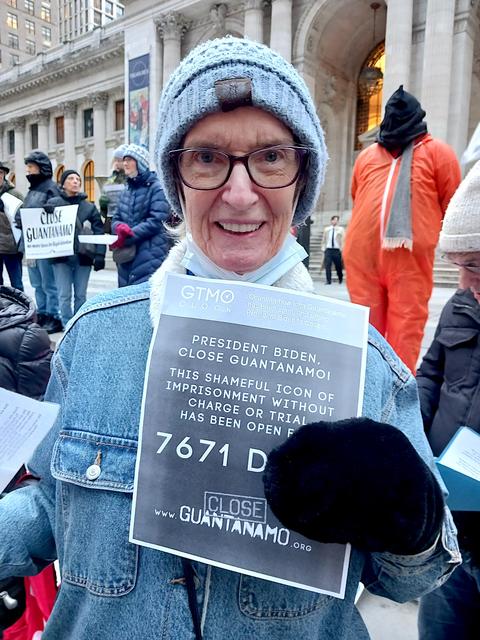 CLOSE
GUANTANAMO
GTMO
CLOCK
PRESIDENT BIDEN,
CLOSE GUANTANAMO!
THIS SHAMEFUL ICON OF
IMPRISONMENT WITHOUT
CHARGE OR TRIAL
HAS BEEN OPEN F
7671 D
CLOSE
www.GUANTANAMO.ORG